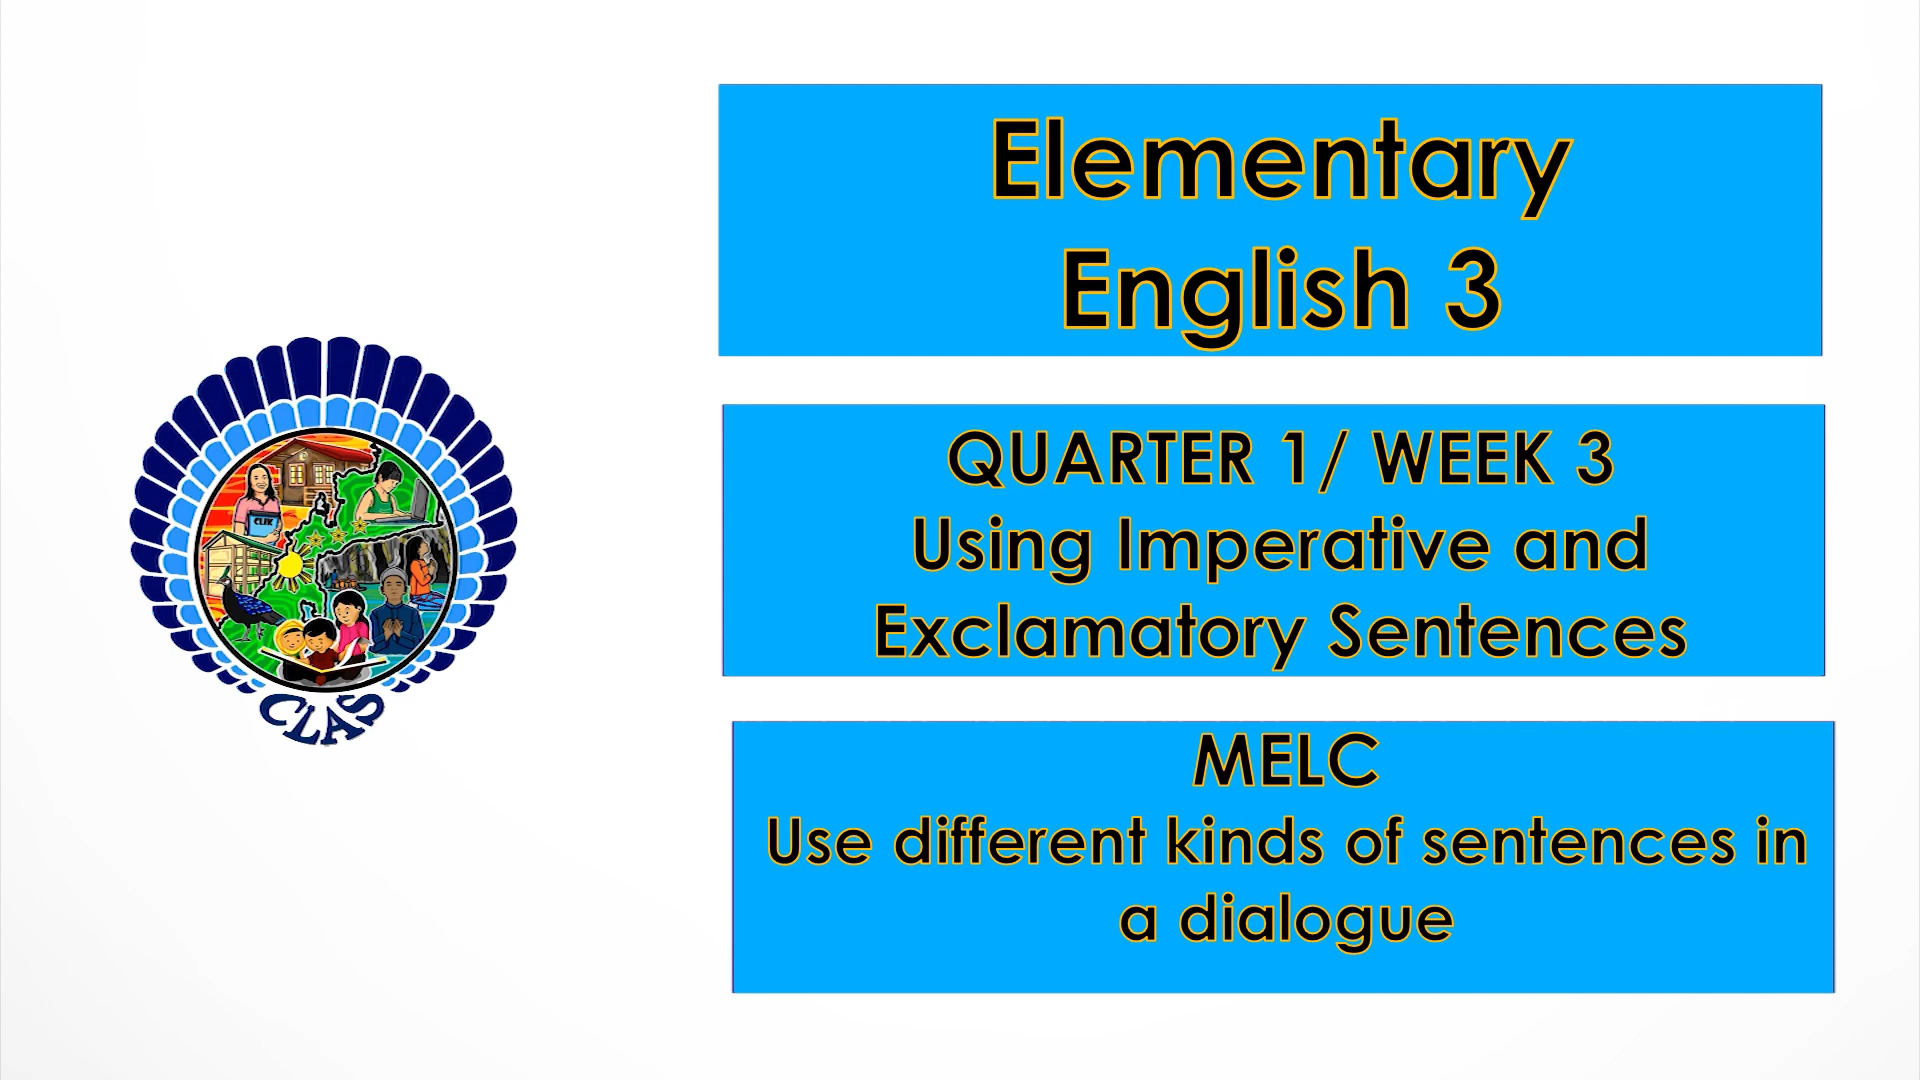 Elementary
English 3
QUARTER 1/ WEEK 3
Using Imperative and
Exclamatory Sentences
MELC
Use different kinds of sentences in
a dialogue
CLIK
CLAS